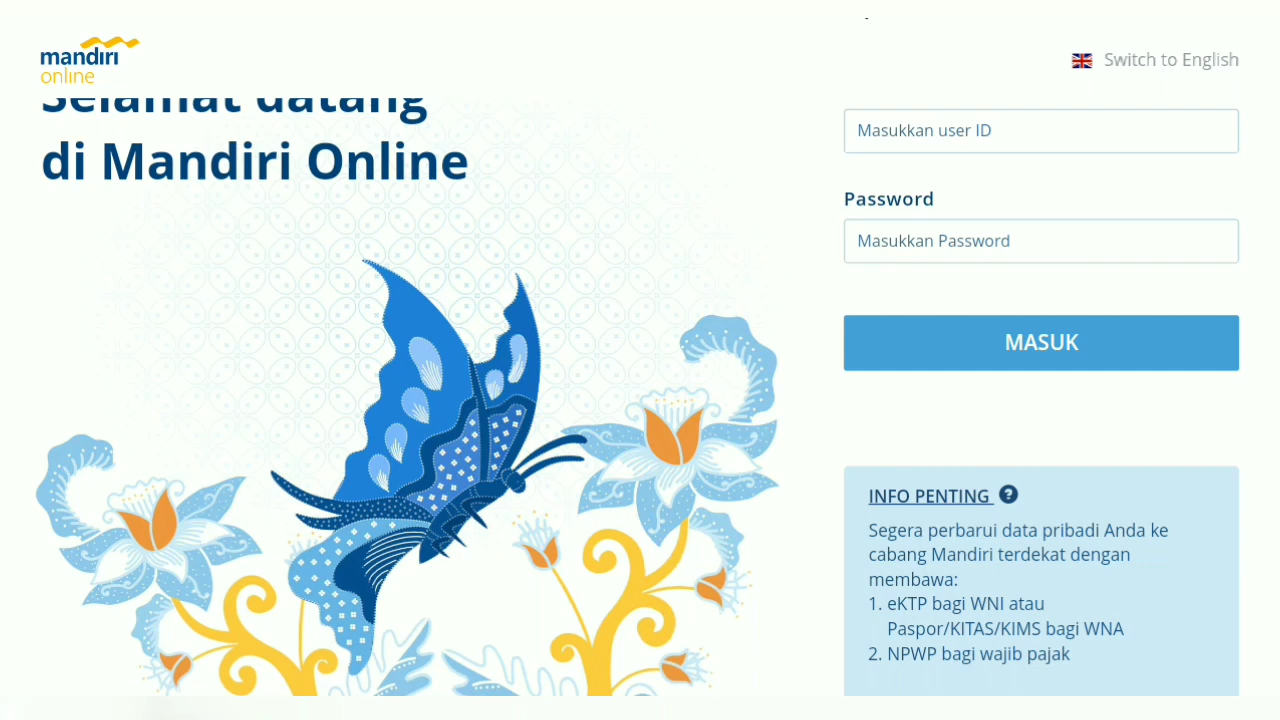 mandiri
online
Switch to English
Selamat datang
di Mandiri Online
Masukkan user ID
Password
Masukkan Password
MASUK
INFO PENTING
Segera perbarui data pribadi Anda ke
cabang Mandiri terdekat dengan
membawa:
1. eKTP bagi WNI atau
Paspor/KITAS/KIMS bagi WNA
2. NPWP bagi wajib pajak